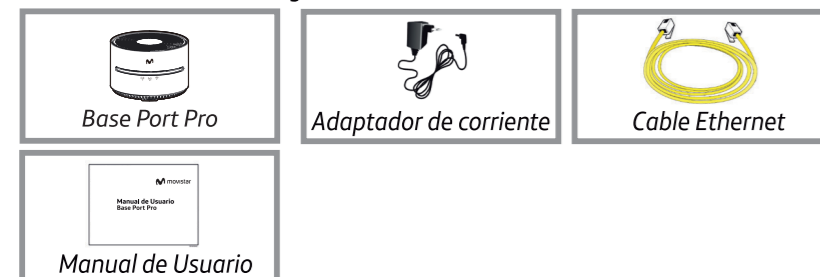 Base Port Pro
Adaptador de corriente
Cable Ethernet
movistar
Manual de Usuario
Base Port Pro
Manual de Usuario